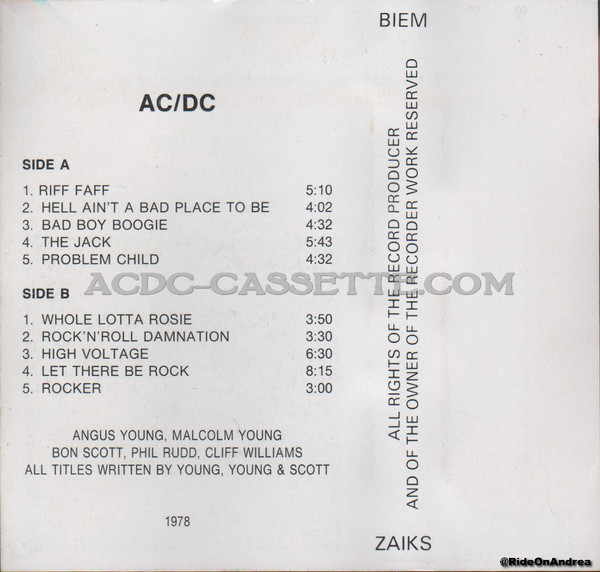 BIEM
AC/DC
SIDE A
1. RIFF FAFF 5:10
2. HELL AIN'T A BAD PLACE TO BE 4:02
3. BAD BOY BOOGIE 4:32
4. THE JACK 5:43
5. PROBLEM CHILD 4:32
ACDC-CASSETTE.COM
SIDE B
1. WHOLE LOTTA ROSIE 3:50
2. ROCK'N'ROLL DAMNATION 3:30
3. HIGH VOLTAGE 6:30
4. LET THERE BE ROCK 8:15
5. ROCKER 3:00
ANGUS YOUNG, MALCOLM YOUNG
BON SCOTT, PHIL RUDD, CLIFF WILLIAMS
ALL TITLES WRITTEN BY YOUNG, YOUNG & SCOTT
1978
ALL RIGHTS OF THE RECORD PRODUCER
AND OF THE OWNER OF THE RECORDER WORK RESERVED
ZAIKS
@RideOnAndrea